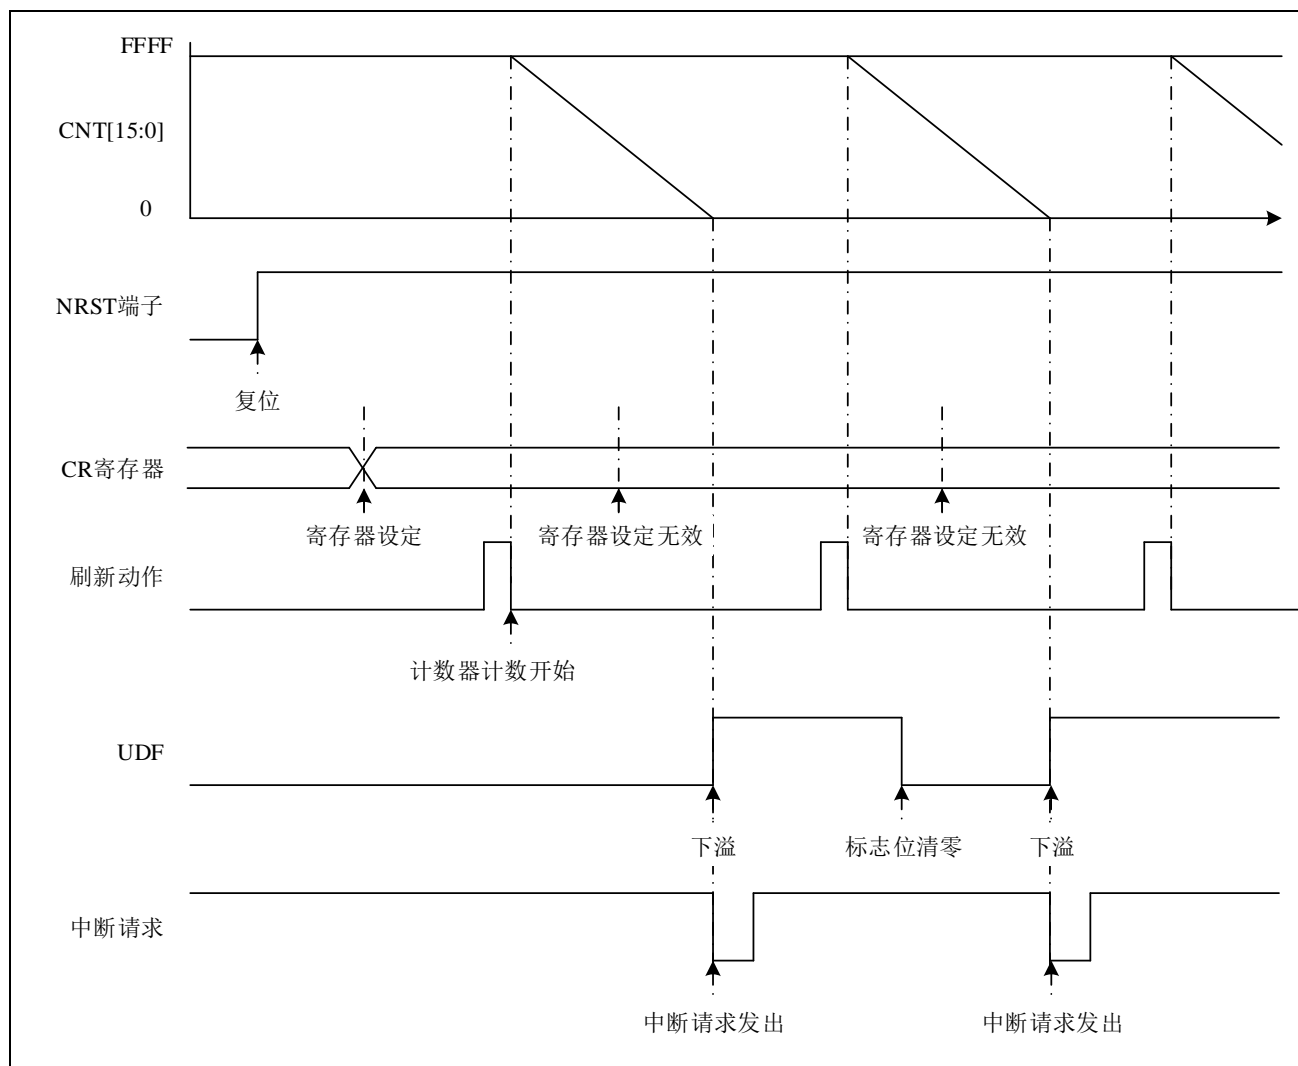 FFFF
CNT[15:0]
0
NRST端子
复位
CR寄存器
寄存器设定
寄存器设定无效
寄存器设定无效
刷新动作
计数器计数开始
UDF
下溢
标志位清零
下溢
中断请求
中断请求发出
中断请求发出